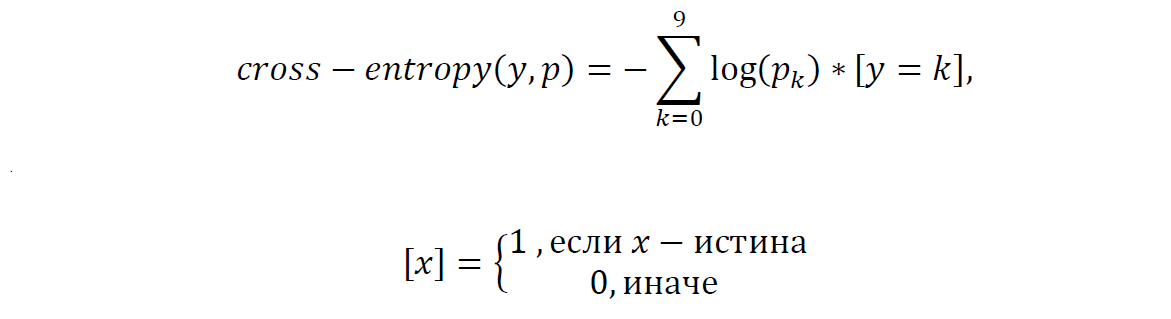 cross − entropy(y, p) = − ∑_{k=0}^{9} log(p_k) ∗ [y = k],
.
[x] = { 1 , если x − истина
0, иначе